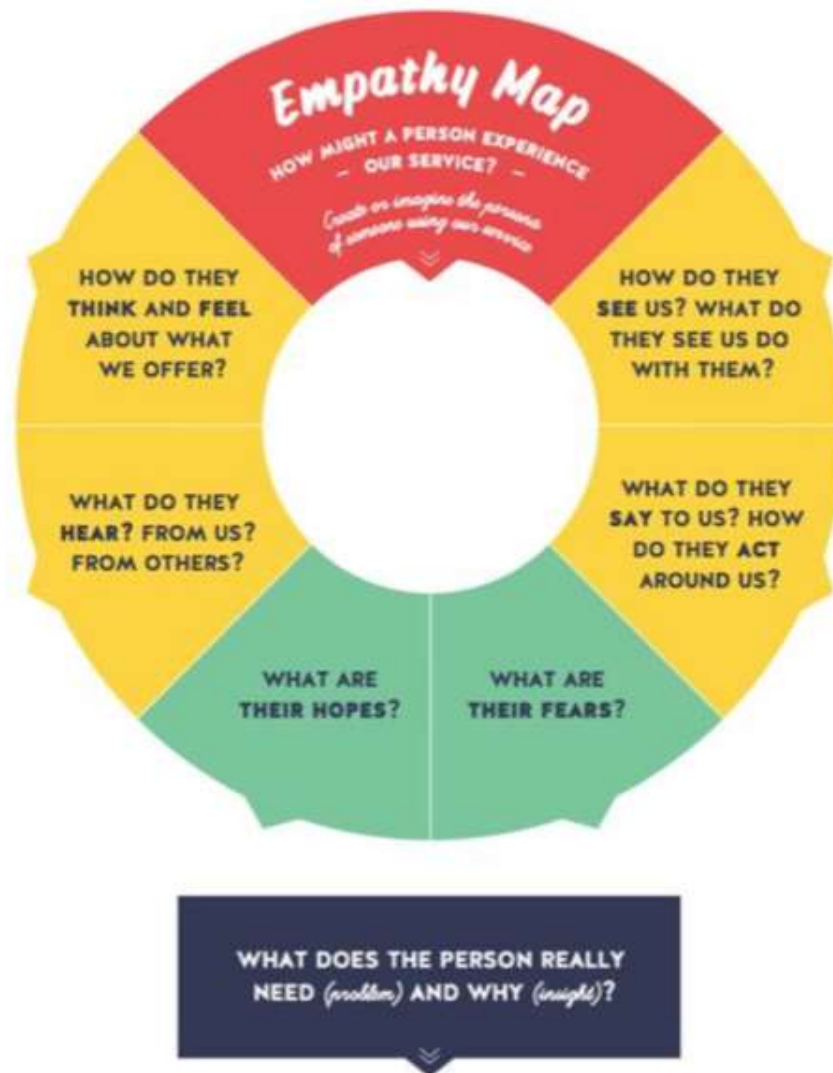 Empathy Map
HOW MIGHT A PERSON EXPERIENCE
– OUR SERVICE? –
Create or imagine the persona
of someone using our service
HOW DO THEY
THINK AND FEEL
ABOUT WHAT
WE OFFER?
HOW DO THEY
SEE US? WHAT DO
THEY SEE US DO
WITH THEM?
WHAT DO THEY
HEAR? FROM US?
FROM OTHERS?
WHAT DO THEY
SAY TO US? HOW
DO THEY ACT
AROUND US?
WHAT ARE
THEIR HOPES?
WHAT ARE
THEIR FEARS?
WHAT DOES THE PERSON REALLY
NEED (problem) AND WHY (insight)?